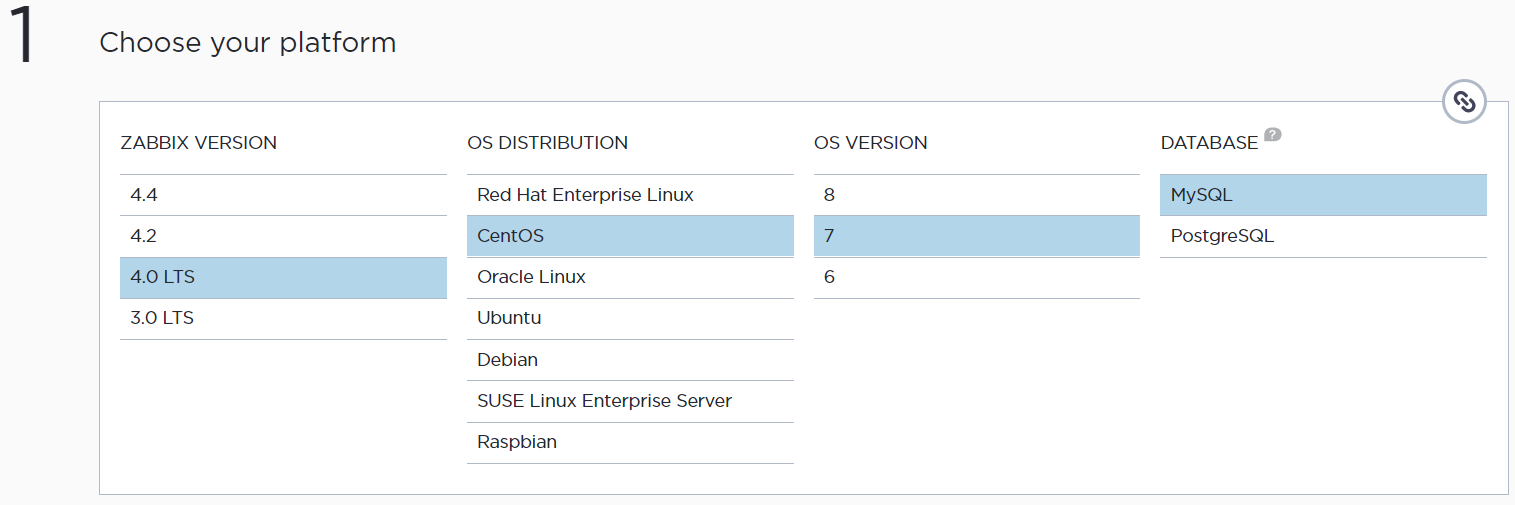 1
Choose your platform
ZABBIX VERSION
4.4
4.2
4.0 LTS
3.0 LTS
OS DISTRIBUTION
Red Hat Enterprise Linux
CentOS
Oracle Linux
Ubuntu
Debian
SUSE Linux Enterprise Server
Raspbian
OS VERSION
8
7
6
DATABASE ?
MySQL
PostgreSQL